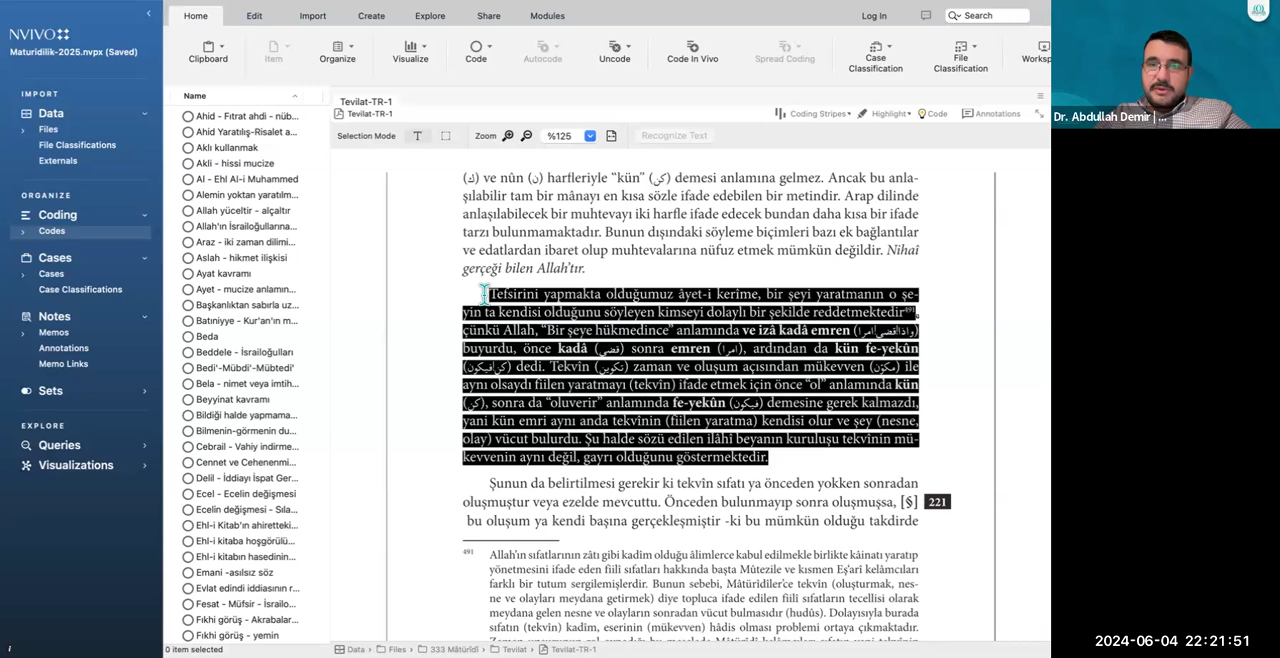 NVIVO
Maturidilik-2025.nvpx (Saved)
IMPORT
Data
Files
File Classifications
Externals
ORGANIZE
Coding
Codes
Cases
Cases
Case Classifications
Notes
Memos
Annotations
Memo Links
Sets
EXPLORE
Queries
Visualizations
Home Edit Import Create Explore Share Modules Log In Search
Clipboard Item Organize Visualize Code Autocode Uncode Code In Vivo Spread Coding Case Classification File Classification Worksp
Name
Ahid - Fıtrat ahdi - nüb...
Ahid Yaratılış-Risalet a...
Aklı kullanmak
Akli - hissi mucize
Al - Ehl Al-i Muhammed
Alemin yoktan yaratılm...
Allah yüceltir - alçaltır
Allah'ın İsrailoğullarına...
Araz - iki zaman dilimi...
Aslah - hikmet ilişkisi
Ayat kavramı
Ayet - mucize anlamın...
Başkanlıktan sabırla uz...
Batıniyye - Kur'an'ın m...
Beda
Beddele - İsrailoğulları
Bedi'-Mübdi'-Mübtedi'
Bela - nimet veya imtih...
Beyyinat kavramı
Bildiği halde yapmama...
Bilmenin-görmenin du...
Cebrail - Vahiy indirme...
Cennet ve Cehenneml...
Delil - İddiayı İspat Ger...
Ecel - Ecelin değişmesi
Ecelin değişmesi - Sıla...
Ehl-i Kitab'ın ahiretteki...
Ehl-i kitaba hoşgörülü...
Ehl-i kitabın hasedinin...
Emani -asılsız söz
Evlat edindi iddiasının r...
Fesat - Müfsir - İsrailo...
Fıkhi görüş - Akrabalar...
Fıkhi görüş - yemin
0 item selected
Tevilat-TR-1
Tevilat-TR-1
Coding Stripes Highlight Code Annotations
Selection Mode T Zoom %125 Recognize Text
(ك) ve nûn (ن) harfleriyle “kün” (كن) demesi anlamına gelmez. Ancak bu anla-
şılabilir tam bir mânayı en kısa sözle ifade edebilen bir metindir. Arap dilinde
anlaşılabilecek bir muhtevayı iki harfle ifade edecek bundan daha kısa bir ifade
tarzı bulunmamaktadır. Bunun dışındaki söyleme biçimleri bazı ek bağlantılar
ve edatlardan ibaret olup muhtevalarına nüfuz etmek mümkün değildir. Nihaî
gerçeği bilen Allah’tır.
Tefsirini yapmakta olduğumuz âyet-i kerîme, bir şeyi yaratmanın o şe-
yin ta kendisi olduğunu söyleyen kimseyi dolaylı bir şekilde reddetmektedir491,
çünkü Allah, “Bir şeye hükmedince” anlamında ve izâ kadâ emren (واذا قضى امرا)
buyurdu, önce kadâ (قضى) sonra emren (امرا), ardından da kün fe-yekûn
(كن فيكون) dedi. Tekvîn (تكوين) zaman ve oluşum açısından mükevven (مكوّن) ile
aynı olsaydı fiilen yaratmayı (tekvîn) ifade etmek için önce “ol” anlamında kün
(كن), sonra da “oluverir” anlamında fe-yekûn (فيكون) demesine gerek kalmazdı,
yani kün emri aynı anda tekvînin (fiilen yaratma) kendisi olur ve şey (nesne,
olay) vücut bulurdu. Şu halde sözü edilen ilâhî beyanın kuruluşu tekvînin mü-
kevvenin aynı değil, gayrı olduğunu göstermektedir.
Şunun da belirtilmesi gerekir ki tekvîn sıfatı ya önceden yokken sonradan
oluşmuştur veya ezelde mevcuttu. Önceden bulunmayıp sonra oluşmuşsa, [§] 221
bu oluşum ya kendi başına gerçekleşmiştir -ki bu mümkün olduğu takdirde
491 Allah’ın sıfatlarının zâtı gibi kadîm olduğu âlimlerce kabul edilmekle birlikte kâinatı yaratıp
yönetmesini ifade eden fiilî sıfatları hakkında başta Mûtezile ve kısmen Eş‘arî kelâmcıları
farklı bir tutum sergilemişlerdir. Bunun sebebi, Mâtürîdîler’ce tekvîn (oluşturmak, nes-
ne ve olayları meydana getirmek) diye topluca ifade edilen fiilî sıfatların tecellisi olarak
meydana gelen nesne ve olayların sonradan vücut bulmasıdır (hudûs). Dolayısıyla burada
sıfatın (tekvîn) kadîm, eserinin (mükevven) hâdis olması problemi ortaya çıkmaktadır.
Data Files 333 Mâtürîdî Tevilat Tevilat-TR-1
Dr. Abdullah Demir | ...
2024-06-04 22:21:51